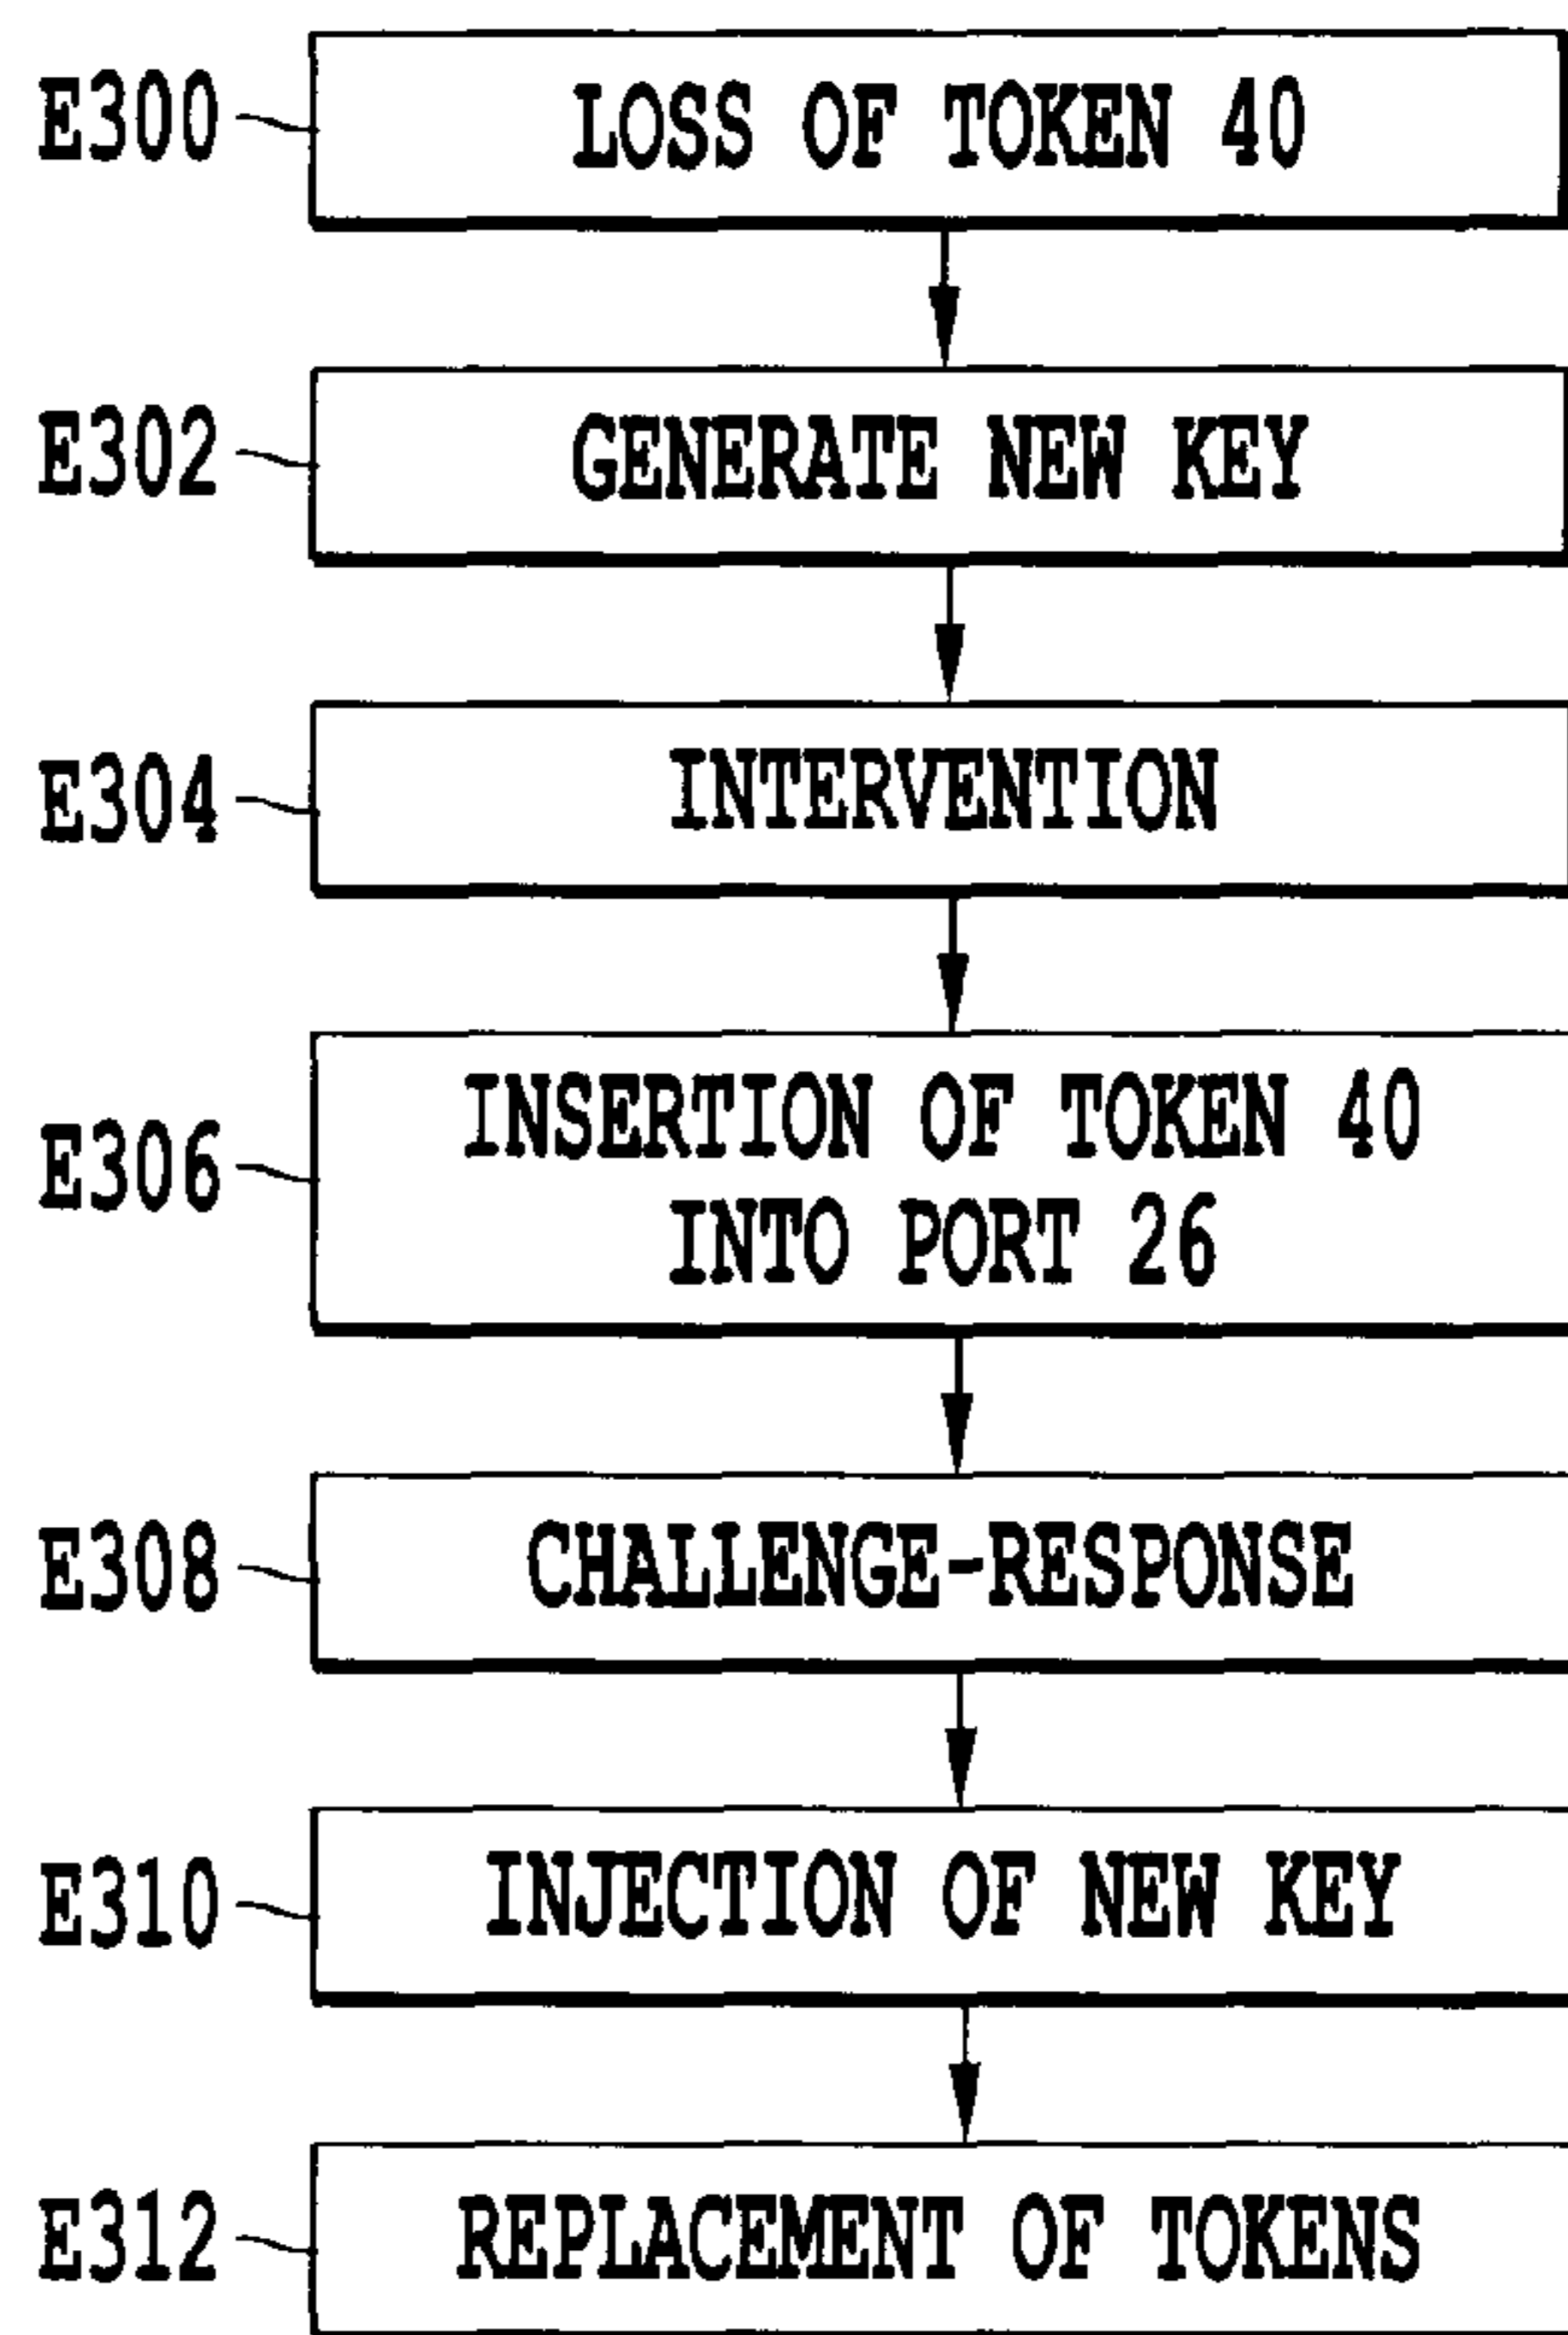 E300 LOSS OF TOKEN 40
E302 GENERATE NEW KEY
E304 INTERVENTION
E306 INSERTION OF TOKEN 40
INTO PORT 26
E308 CHALLENGE-RESPONSE
E310 INJECTION OF NEW KEY
E312 REPLACEMENT OF TOKENS